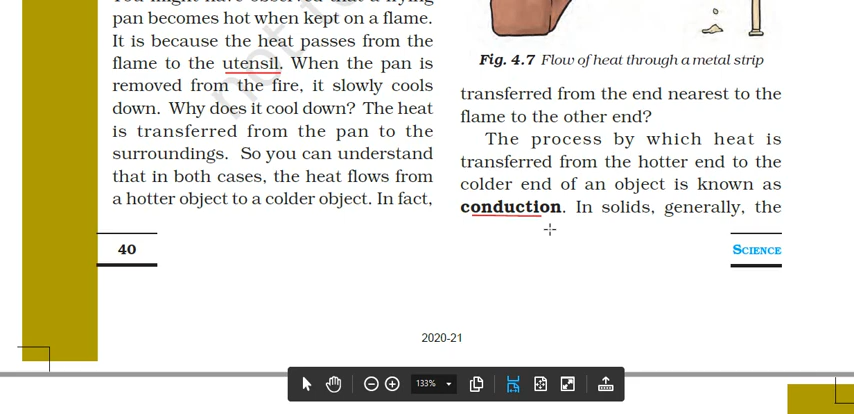 pan becomes hot when kept on a flame.
It is because the heat passes from the
flame to the utensil. When the pan is
removed from the fire, it slowly cools
down. Why does it cool down? The heat
is transferred from the pan to the
surroundings. So you can understand
that in both cases, the heat flows from
a hotter object to a colder object. In fact,
40
Fig. 4.7 Flow of heat through a metal strip
transferred from the end nearest to the
flame to the other end?
The process by which heat is
transferred from the hotter end to the
colder end of an object is known as
conduction. In solids, generally, the
SCIENCE
2020-21
133%